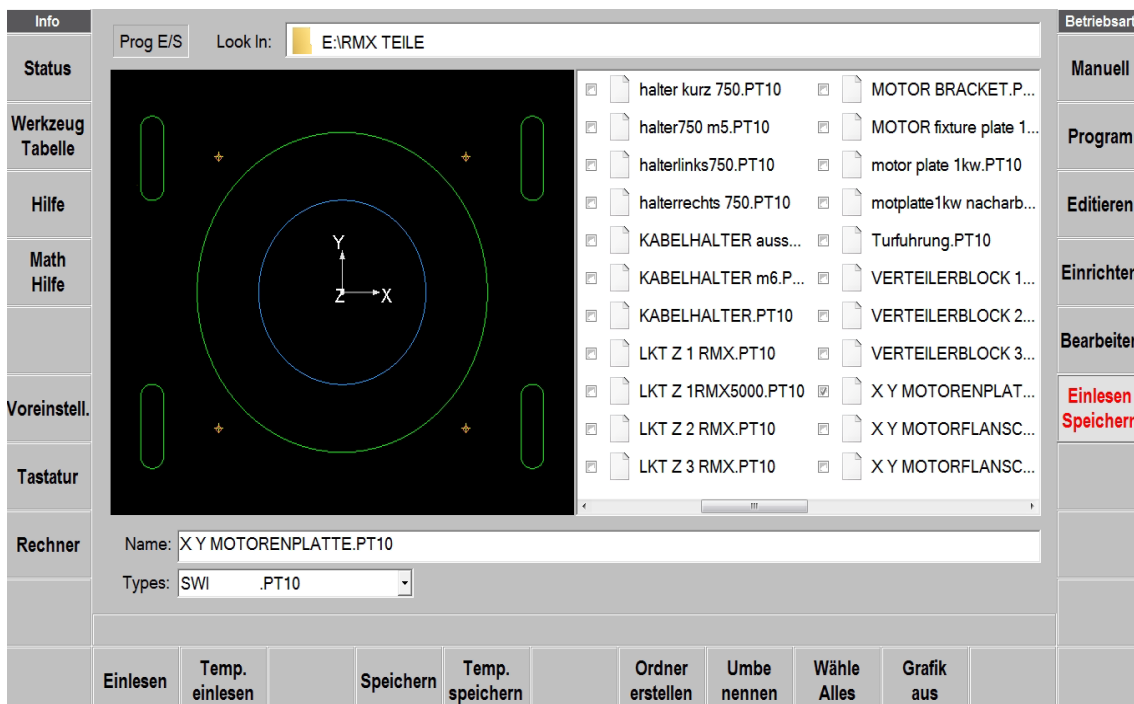 Info
Status
Werkzeug
Tabelle
Hilfe
Math
Hilfe
Voreinstell.
Tastatur
Rechner
Prog E/S
Look In:
E:\RMX TEILE
Y
Z
X
halter kurz 750.PT10
halter750 m5.PT10
halterlinks750.PT10
halterrechts 750.PT10
KABELHALTER auss...
KABELHALTER m6.P...
KABELHALTER.PT10
LKT Z 1 RMX.PT10
LKT Z 1RMX5000.PT10
LKT Z 2 RMX.PT10
LKT Z 3 RMX.PT10
MOTOR BRACKET.P...
MOTOR fixture plate 1...
motor plate 1kw.PT10
motplatte1kw nacharb...
Turfuhrung.PT10
VERTEILERBLOCK 1...
VERTEILERBLOCK 2...
VERTEILERBLOCK 3...
X Y MOTORENPLAT...
X Y MOTORFLANSC...
X Y MOTORFLANSC...
Name: X Y MOTORENPLATTE.PT10
Types: SWI .PT10
Betriebsart
Manuell
Program
Editieren
Einrichten
Bearbeiten
Einlesen
Speichern
Einlesen
Temp.
einlesen
Speichern
Temp.
speichern
Ordner
erstellen
Umbe
nennen
Wähle
Alles
Grafik
aus